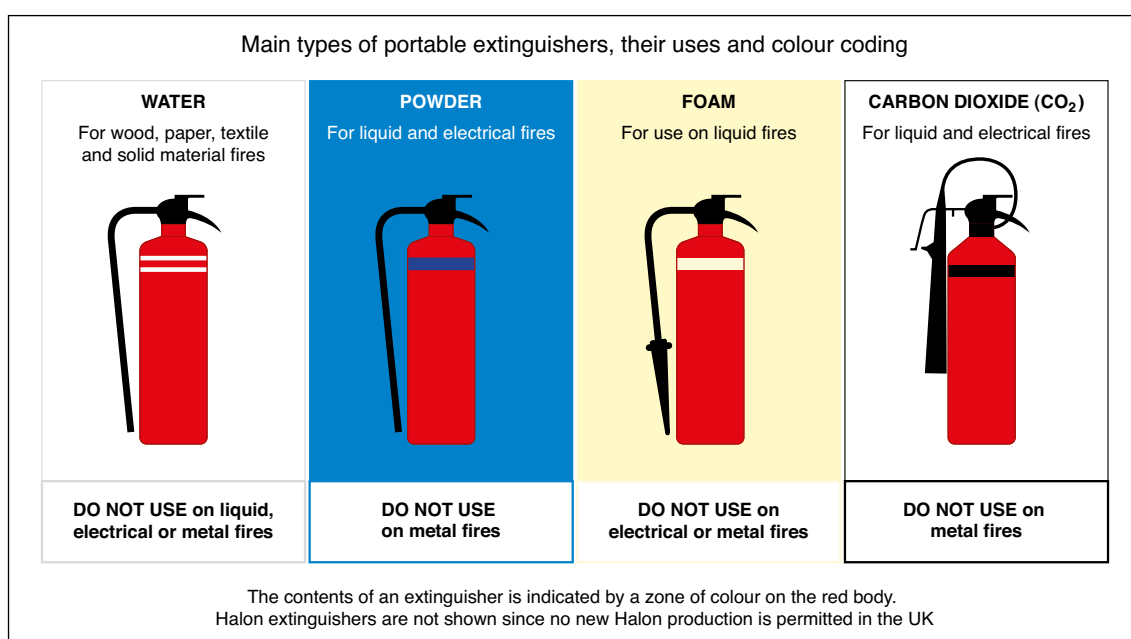 Main types of portable extinguishers, their uses and colour coding
WATER
For wood, paper, textile
and solid material fires
DO NOT USE on liquid,
electrical or metal fires
POWDER
For liquid and electrical fires
DO NOT USE
on metal fires
FOAM
For use on liquid fires
DO NOT USE on
electrical or metal fires
CARBON DIOXIDE (CO₂)
For liquid and electrical fires
DO NOT USE on
metal fires
The contents of an extinguisher is indicated by a zone of colour on the red body.
Halon extinguishers are not shown since no new Halon production is permitted in the UK